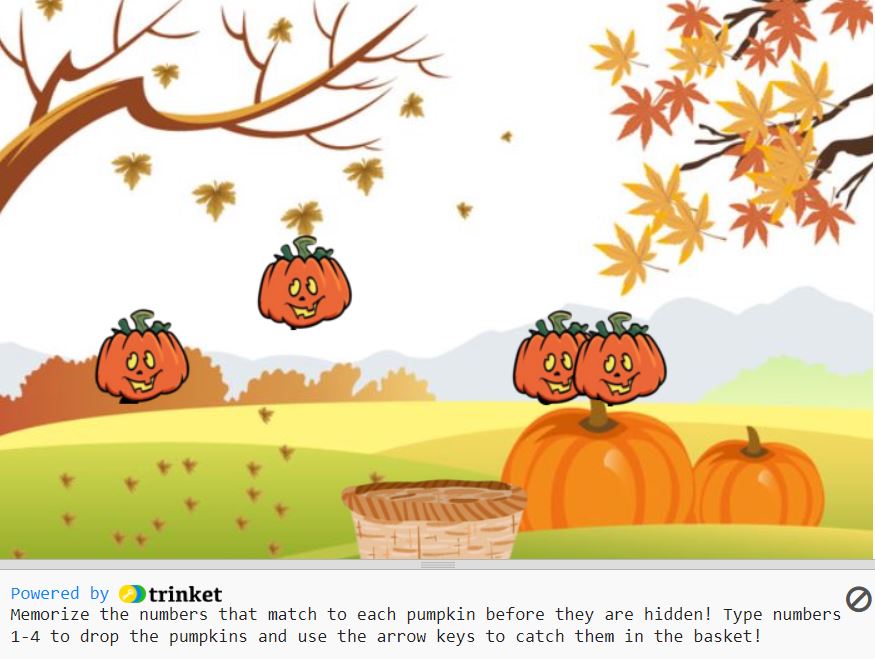 Powered by trinket
Memorize the numbers that match to each pumpkin before they are hidden! Type numbers
1-4 to drop the pumpkins and use the arrow keys to catch them in the basket!